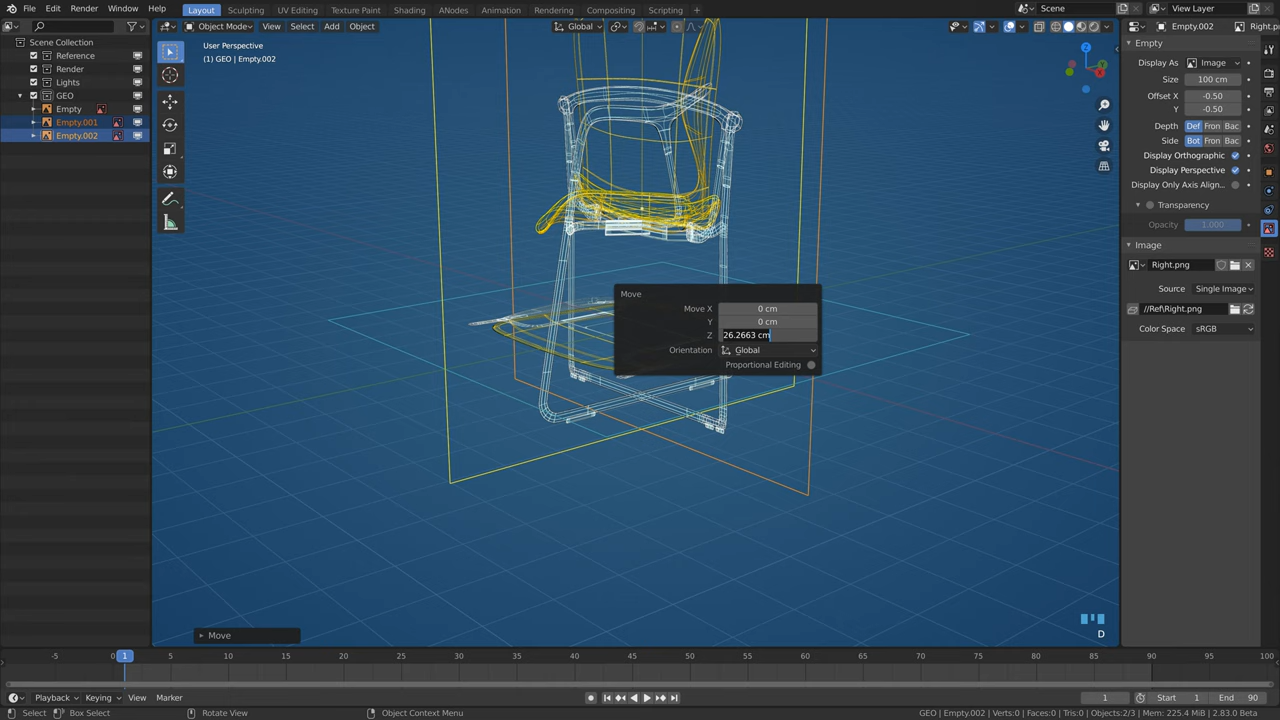 File Edit Render Window Help
Layout Sculpting UV Editing Texture Paint Shading Animation Rendering ANodes Compositing Scripting +
Scene
View Layer
Object Mode View Select Add Object
Global
Empty.002
Right.p
Scene Collection
Reference
Render
Lights
GEO
Empty
Empty.001
Empty.002
User Perspective
(1) GEO | Empty.002
Z
X
Empty
Display As Image
Size 100 cm
Offset X -0.50
Y -0.50
Depth Def Fron Bac
Side Bot Fron Bac
Display Orthographic
Display Perspective
Display Only Axis Align...
Transparency
Opacity 1.000
Image
Right.png
Source Single Image
//Ref\Right.png
Color Space sRGB
Move
Move X 0 cm
Y 0 cm
Z 26.2663 cm
Orientation Global
Proportional Editing
D
Move
-5 0 1 5 10 15 20 25 30 35 40 45 50 55 60 65 70 75 80 85 90 95 100
Playback Keying View Marker
1 Start 1 End 90
Select Box Select Rotate View Object Context Menu
GEO | Empty.002 | Verts:0 | Faces:0 | Tris:0 | Objects:2/3 | Mem: 225.4 MiB | 2.83.0 Beta